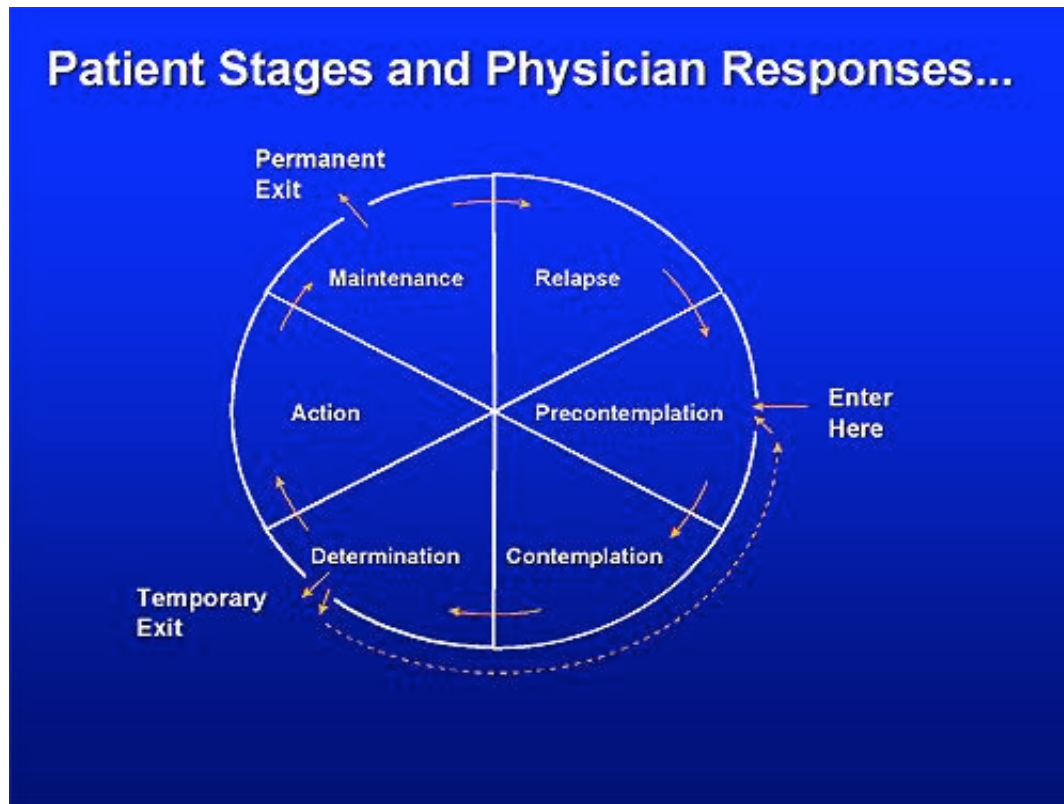 Patient Stages and Physician Responses...
Permanent
Exit
Maintenance
Relapse
Action
Precontemplation
Enter
Here
Determination
Contemplation
Temporary
Exit